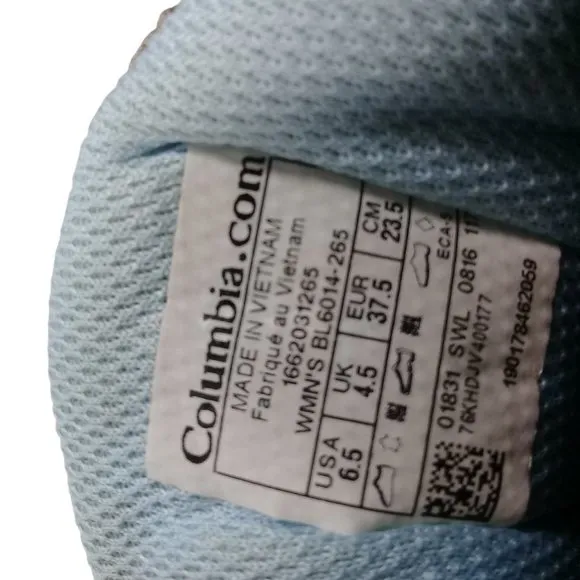 Columbia.com
MADE IN VIETNAM
Fabriqué au Vietnam
1662031265
WMN'S BL6014-265
USA UK EUR CM
6.5 4.5 37.5 23.5
01831 SWL 0816
76KHDJV400177
190178462059